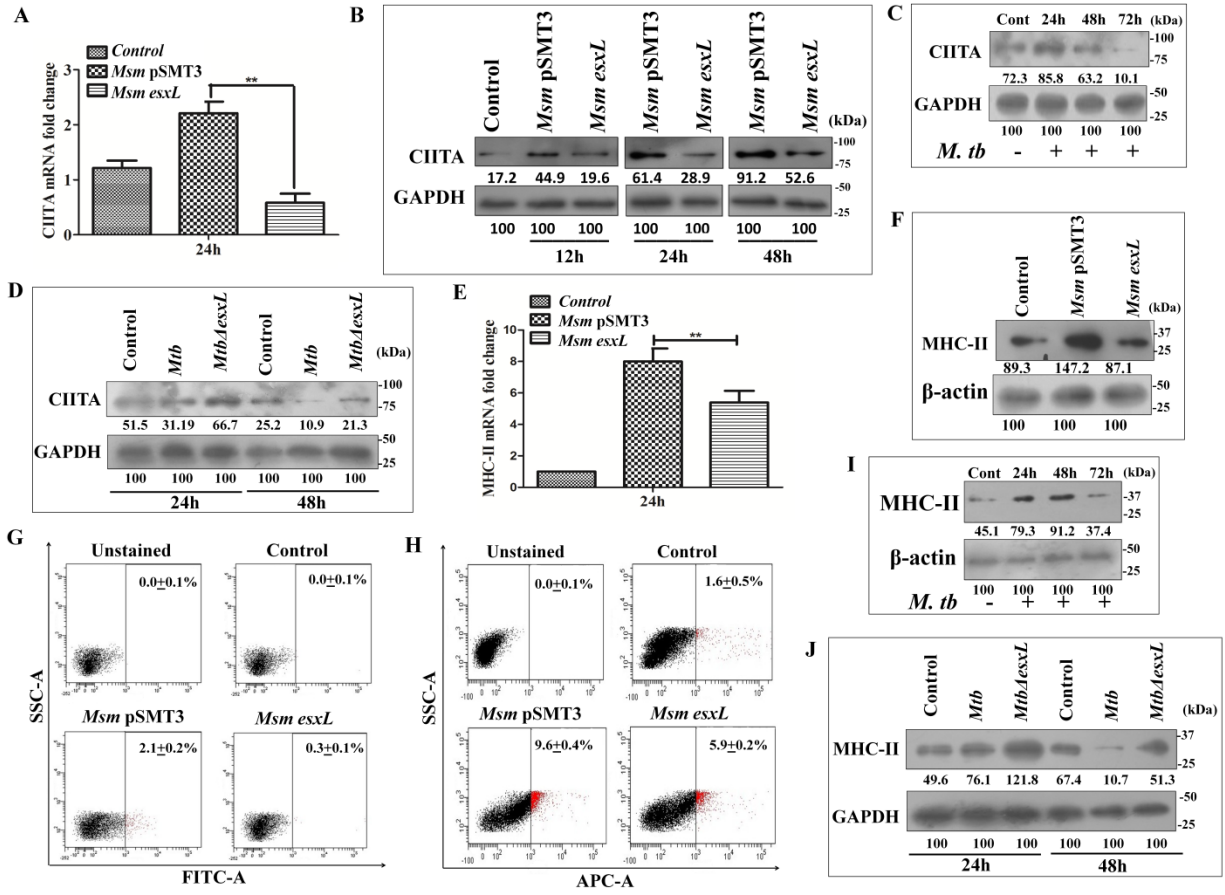 A
CIITA mRNA fold change
3
2
1
0
Control
Msm pSMT3
Msm esxL
**
24h
B
Control
Msm pSMT3
Msm esxL
Msm pSMT3
Msm esxL
Msm pSMT3
Msm esxL
(kDa)
CIITA
-100
-75
17.2 44.9 19.6 61.4 28.9 91.2 52.6
GAPDH
-50
-25
100 100 100 100 100 100 100
12h 24h 48h
C
Cont 24h 48h 72h (kDa)
CIITA
-100
-75
72.3 85.8 63.2 10.1
GAPDH
-50
-25
100 100 100 100
M. tb - + + +
D
Control
Mtb
MtbΔesxL
Control
Mtb
MtbΔesxL
(kDa)
CIITA
-100
-75
51.5 31.19 66.7 25.2 10.9 21.3
GAPDH
-50
-25
100 100 100 100 100 100
24h 48h
E
MHC-II mRNA fold change
10
8
6
4
2
0
Control
Msm pSMT3
Msm esxL
**
24h
F
Control
Msm pSMT3
Msm esxL
(kDa)
MHC-II
-37
-25
89.3 147.2 87.1
β-actin
-50
-25
100 100 100
G
Unstained Control
0.0±0.1% 0.0±0.1%
Msm pSMT3 Msm esxL
2.1±0.2% 0.3±0.1%
SSC-A
FITC-A
H
Unstained Control
0.0±0.1% 1.6±0.5%
Msm pSMT3 Msm esxL
9.6±0.4% 5.9±0.2%
SSC-A
APC-A
I
Cont 24h 48h 72h (kDa)
MHC-II
-37
-25
45.1 79.3 91.2 37.4
β-actin
-50
-25
100 100 100 100
M. tb - + + +
J
Control
Mtb
MtbΔesxL
Control
Mtb
MtbΔesxL
(kDa)
MHC-II
-37
-25
49.6 76.1 121.8 67.4 10.7 51.3
GAPDH
-50
-25
100 100 100 100 100 100
24h 48h